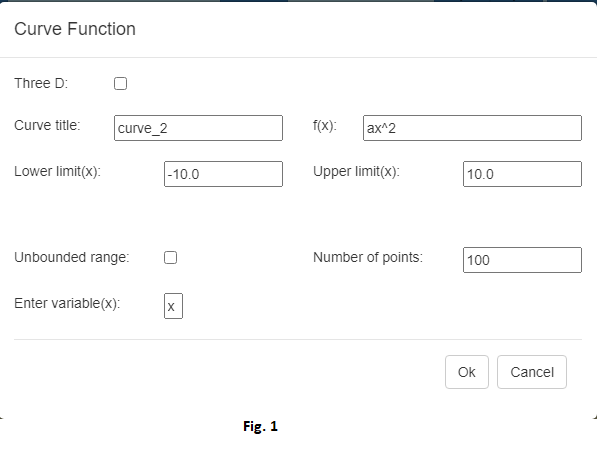 Curve Function
Three D:
Curve title: curve_2 f(x): ax^2
Lower limit(x): -10.0 Upper limit(x): 10.0
Unbounded range: Number of points: 100
Enter variable(x): x
Ok Cancel
Fig. 1